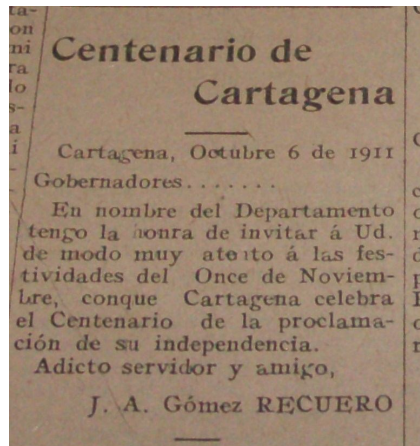 Centenario de
Cartagena
Cartagena, Octubre 6 de 1911
Gobernadores.......
En nombre del Departamento
tengo la honra de invitar á Ud.
de modo muy atento á las fes-
tividades del Once de Noviem-
bre, conque Cartagena celebra
el Centenario de la proclama-
ción de su independencia.
Adicto servidor y amigo,
J. A. Gómez RECUERO